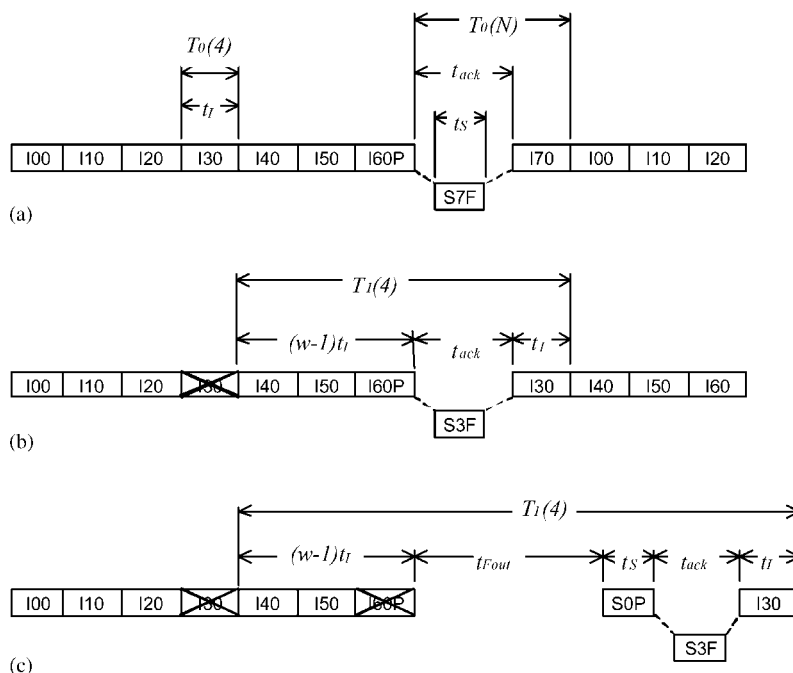 T0(N)
T0(4)
tack
tI
tS
I00 I10 I20 I30 I40 I50 I60P I70 I00 I10 I20
S7F
(a)
T1(4)
(w-1)tI tack tI
I00 I10 I20 I30 I40 I50 I60P I30 I40 I50 I60
S3F
(b)
T1(4)
(w-1)tI tFout tS tack tI
I00 I10 I20 I30 I40 I50 I60P S0P I30
S3F
(c)